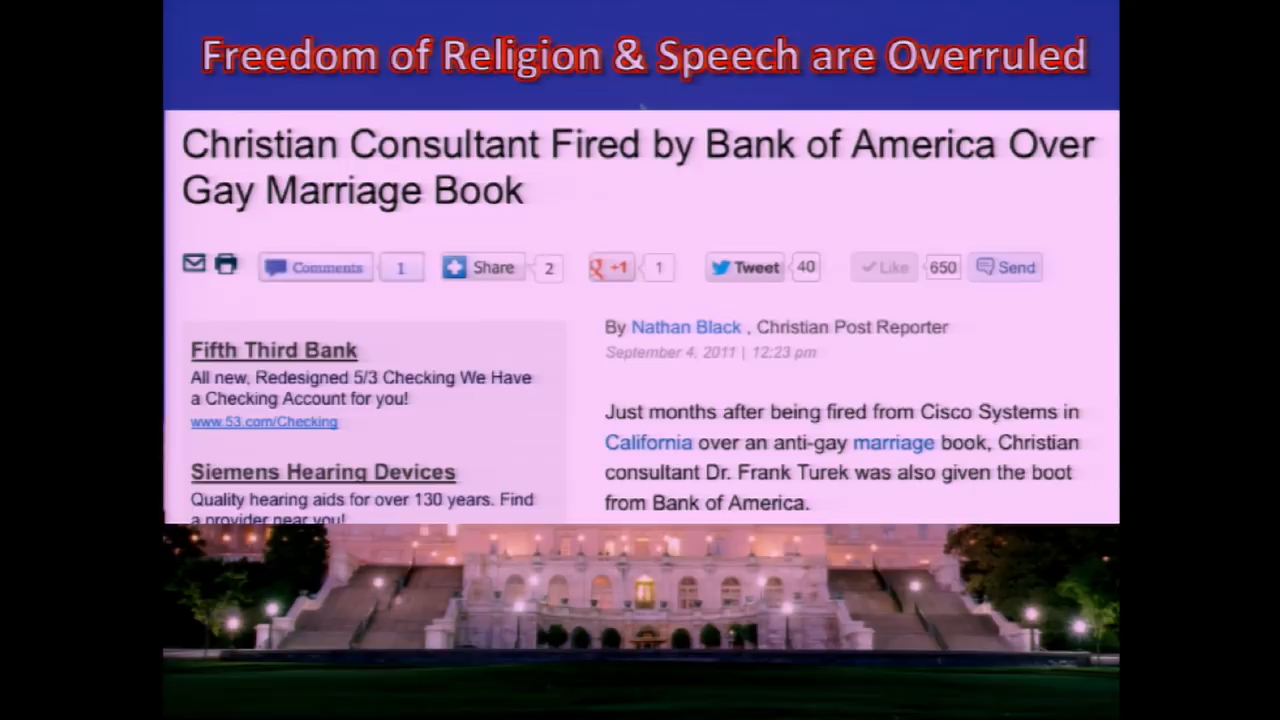 Freedom of Religion & Speech are Overruled
Christian Consultant Fired by Bank of America Over
Gay Marriage Book
Comments 1 Share 2 +1 1 Tweet 40 Like 650 Send
By Nathan Black , Christian Post Reporter
September 4, 2011 | 12:23 pm
Fifth Third Bank
All new, Redesigned 5/3 Checking We Have
a Checking Account for you!
www.53.com/Checking
Siemens Hearing Devices
Quality hearing aids for over 130 years. Find
a provider near you!
Just months after being fired from Cisco Systems in
California over an anti-gay marriage book, Christian
consultant Dr. Frank Turek was also given the boot
from Bank of America.